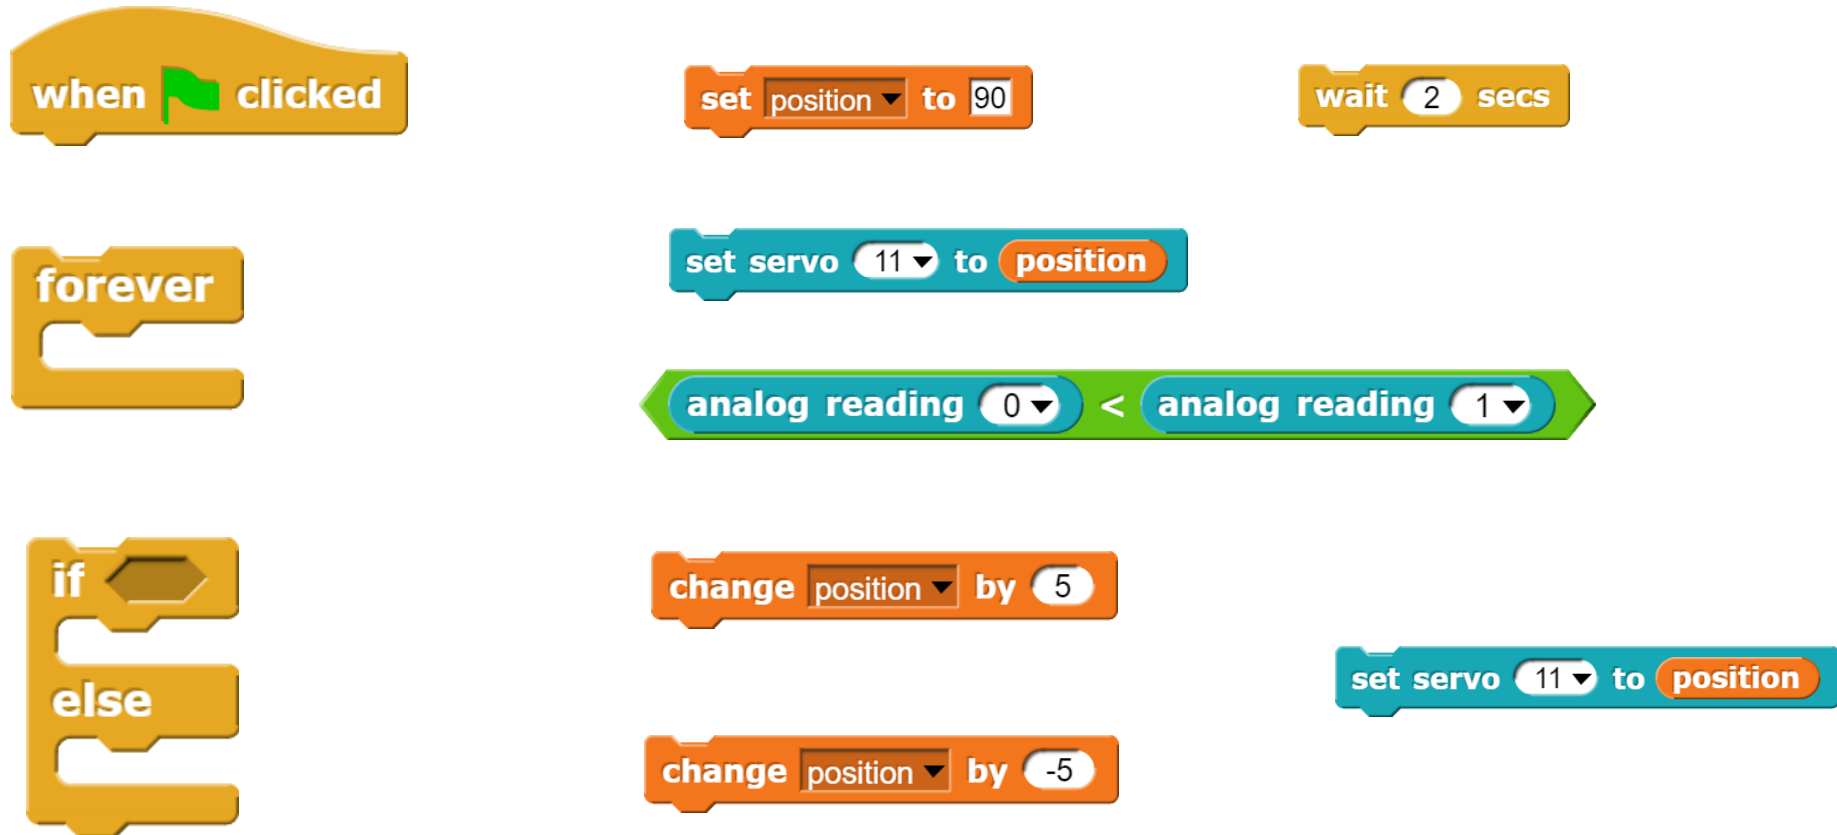 when clicked
set position to 90
wait 2 secs
forever
set servo 11 to position
analog reading 0 < analog reading 1
if
change position by 5
else
set servo 11 to position
change position by -5